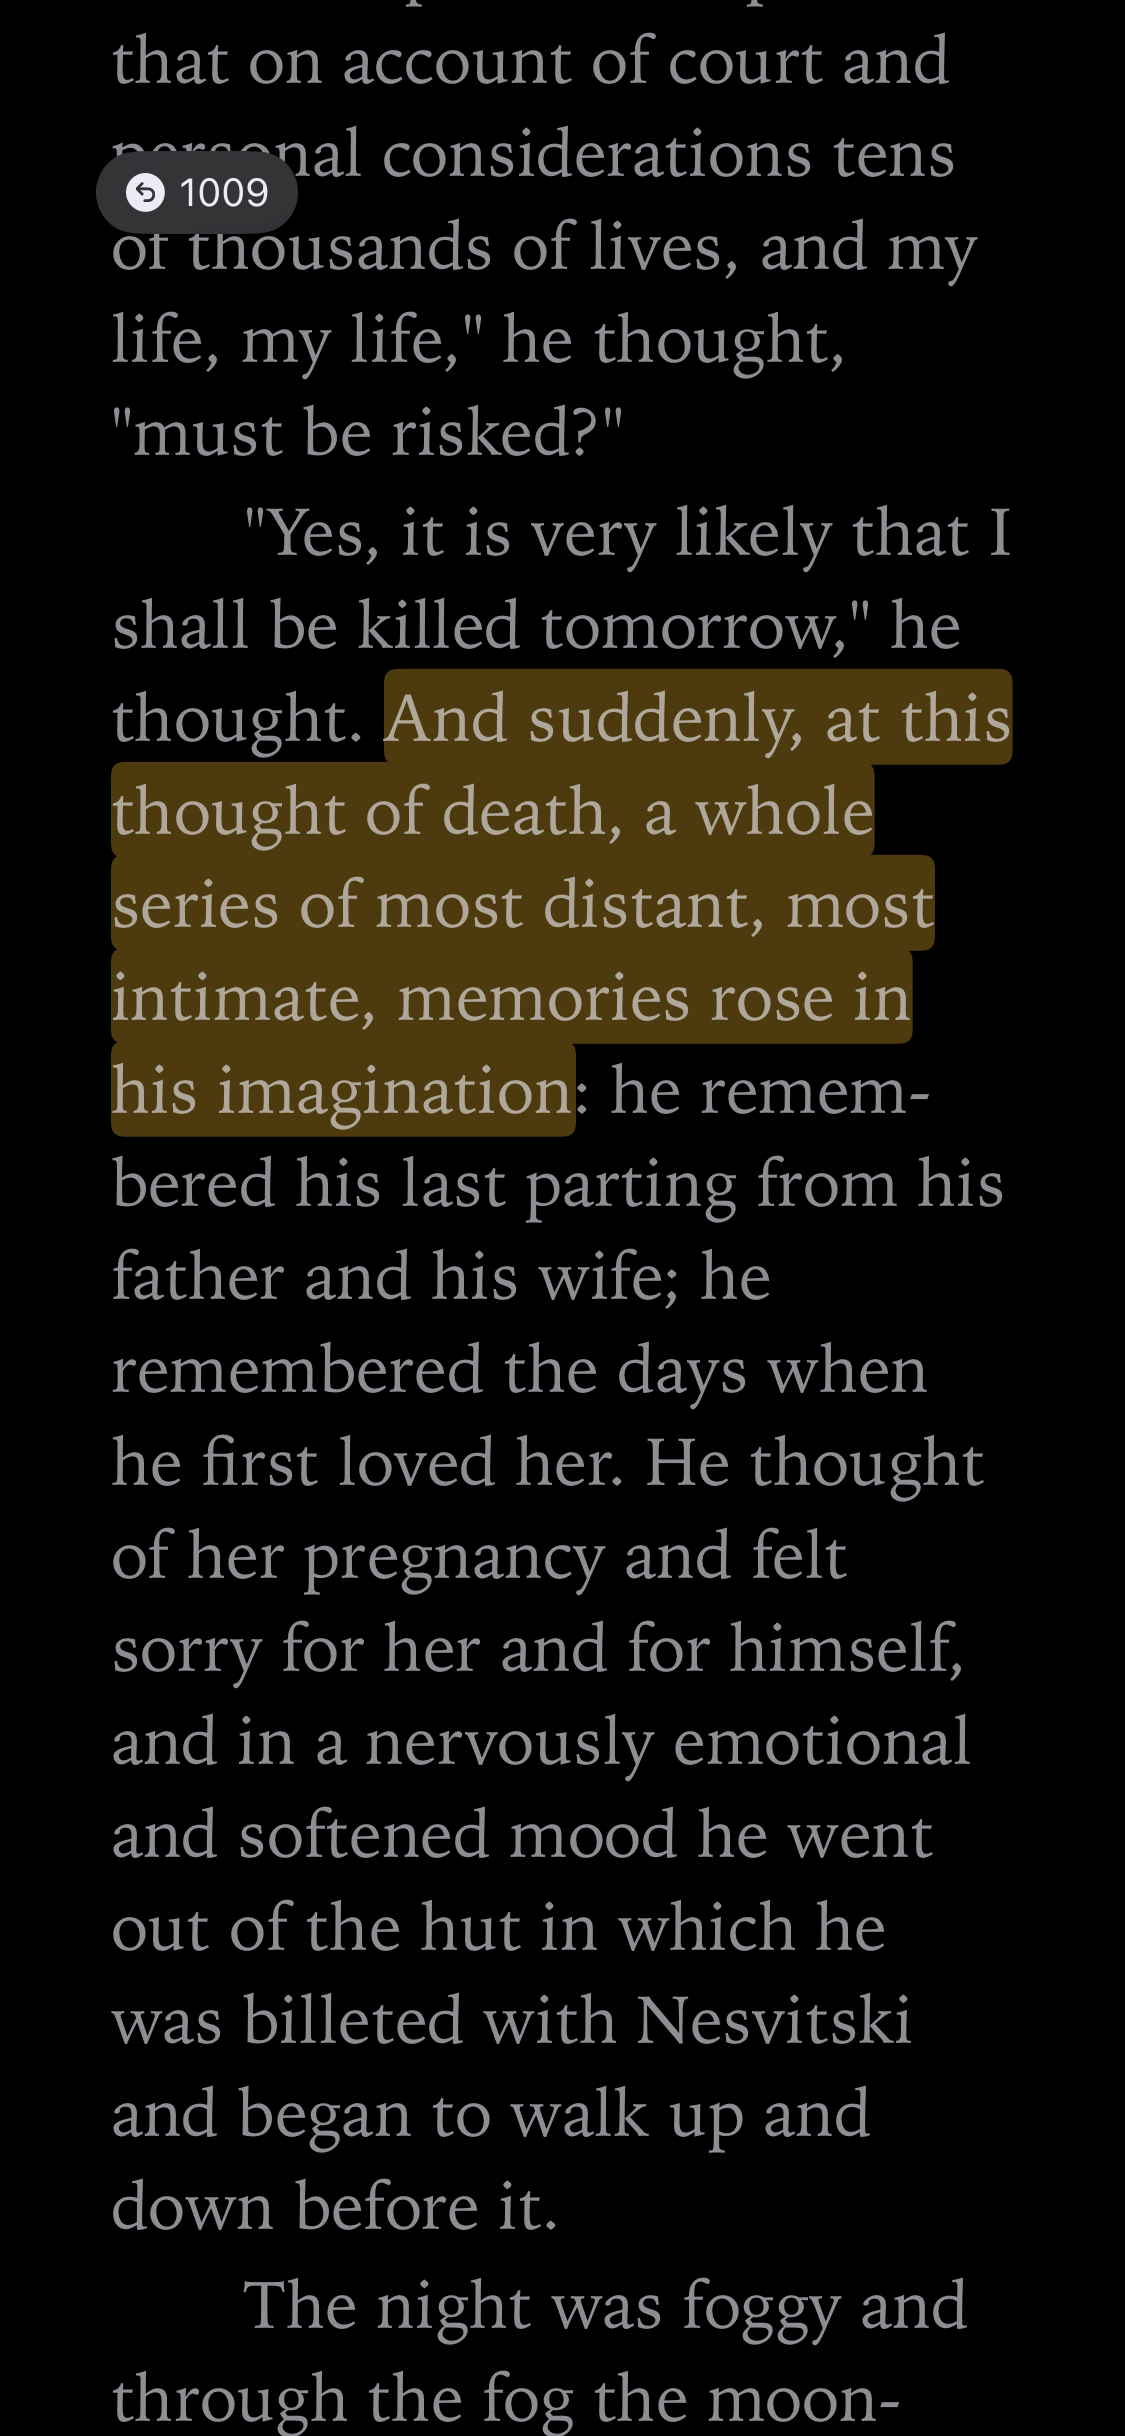 that on account of court and
personal considerations tens
1009
of thousands of lives, and my
life, my life," he thought,
"must be risked?"
"Yes, it is very likely that I
shall be killed tomorrow," he
thought. And suddenly, at this
thought of death, a whole
series of most distant, most
intimate, memories rose in
his imagination: he remem-
bered his last parting from his
father and his wife; he
remembered the days when
he first loved her. He thought
of her pregnancy and felt
sorry for her and for himself,
and in a nervously emotional
and softened mood he went
out of the hut in which he
was billeted with Nesvitski
and began to walk up and
down before it.
The night was foggy and
through the fog the moon-